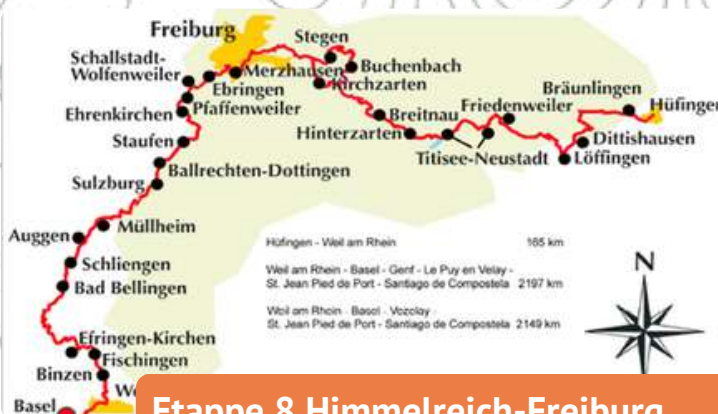 Freiburg
Stegen
Schallstadt-
Wolfenweiler
Merzhausen
Buchenbach
Kirchzarten
Ebringen
Pfaffenweiler
Ehrenkirchen
Bräunlingen
Hüfingen
Breitnau
Friedenweiler
Staufen
Hinterzarten
Dittishausen
Titisee-Neustadt
Löffingen
Ballrechten-Dottingen
Sulzburg
Müllheim
Auggen
Hüfingen - Weil am Rhein 165 km
Schliengen
Weil am Rhein - Basel - Genf - Le Puy en Velay -
St. Jean Pied de Port - Santiago de Compostela 2197 km
Bad Bellingen
N
Weil am Rhein - Basel - Vezelay -
St. Jean Pied de Port - Santiago de Compostela 2149 km
Efringen-Kirchen
Fischingen
Binzen
Basel
Etappe 8 Himmelreich-Freiburg